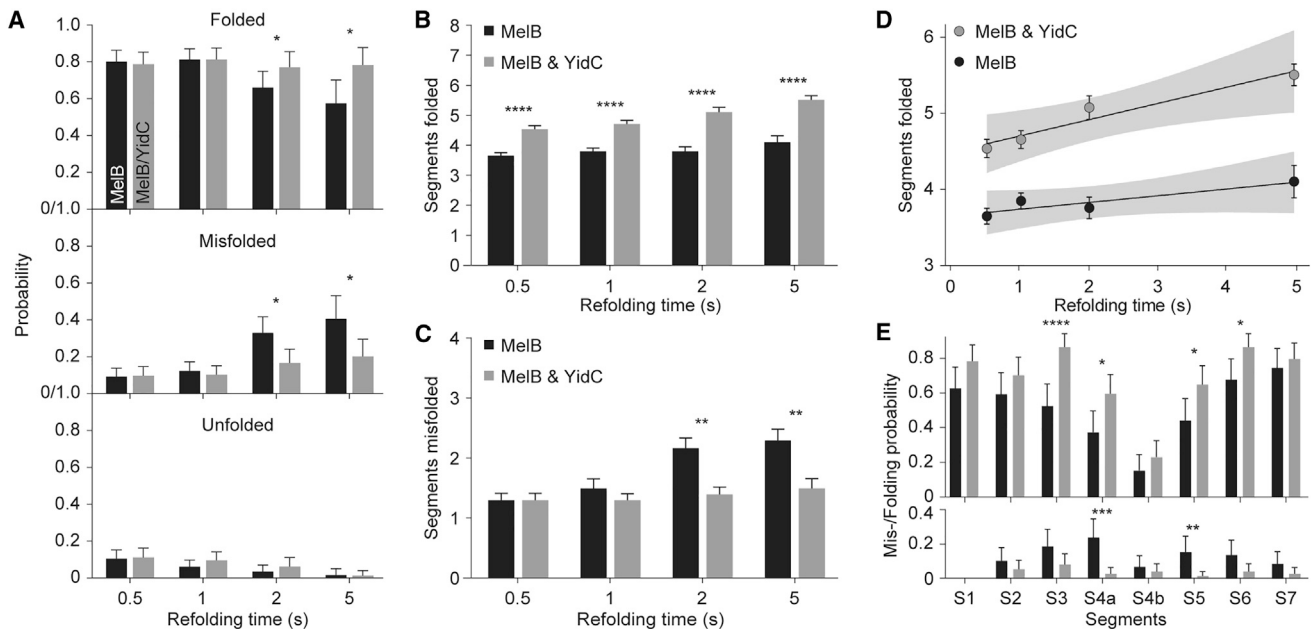 A
Folded
1.0
0.8
0.6
0.4
0.2
0/1.0
*
*
MelB
MelB/YidC
Misfolded
0.8
0.6
0.4
0.2
0/1.0
*
*
Unfolded
0.8
0.6
0.4
0.2
0
Probability
0.5 1 2 5
Refolding time (s)
B
MelB
MelB & YidC
8
7
6
5
4
3
2
1
0
**** **** **** ****
Segments folded
0.5 1 2 5
Refolding time (s)
C
MelB
MelB & YidC
4
3
2
1
0
** **
Segments misfolded
0.5 1 2 5
Refolding time (s)
D
MelB & YidC
MelB
6
5
4
3
Segments folded
0 1 2 3 4 5
Refolding time (s)
E
**** * * *
0.8
0.6
0.4
0.2
0
*** **
0.4
0.2
0
Mis-/Folding probability
S1 S2 S3 S4a S4b S5 S6 S7
Segments